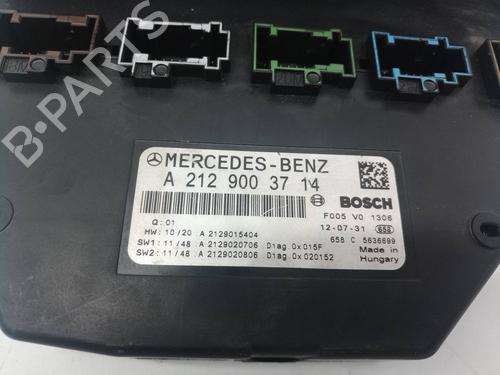 B-PARTS
MERCEDES-BENZ
A 212 900 37 14
BOSCH
Q: 01
F005 V0 1306
HW: 10/20 A 2129015404
12-07-31 658
SW1: 11/48 A 2129020706 :Diag.0x015F
658 C 5636699
SW2: 11/48 A 2129020806 :Diag.0x020152
Made in
Hungary